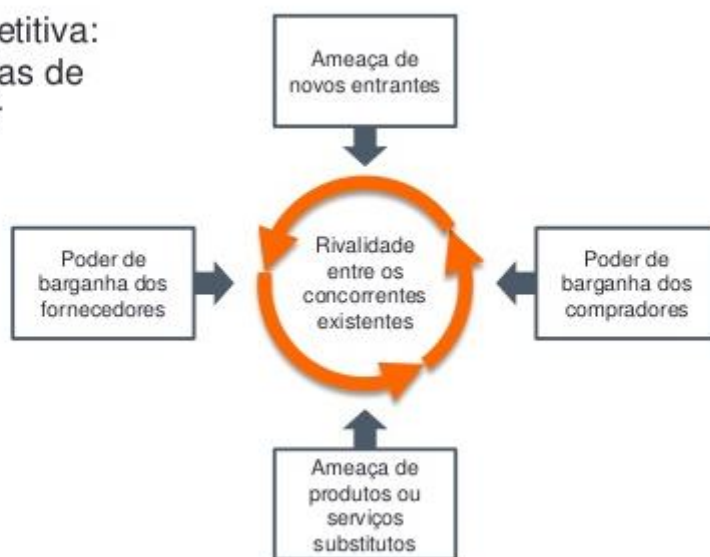 etitiva:
as de
Ameaça de
novos entrantes
Poder de
barganha dos
fornecedores
Rivalidade
entre os
concorrentes
existentes
Poder de
barganha dos
compradores
Ameaça de
produtos ou
serviços
substitutos